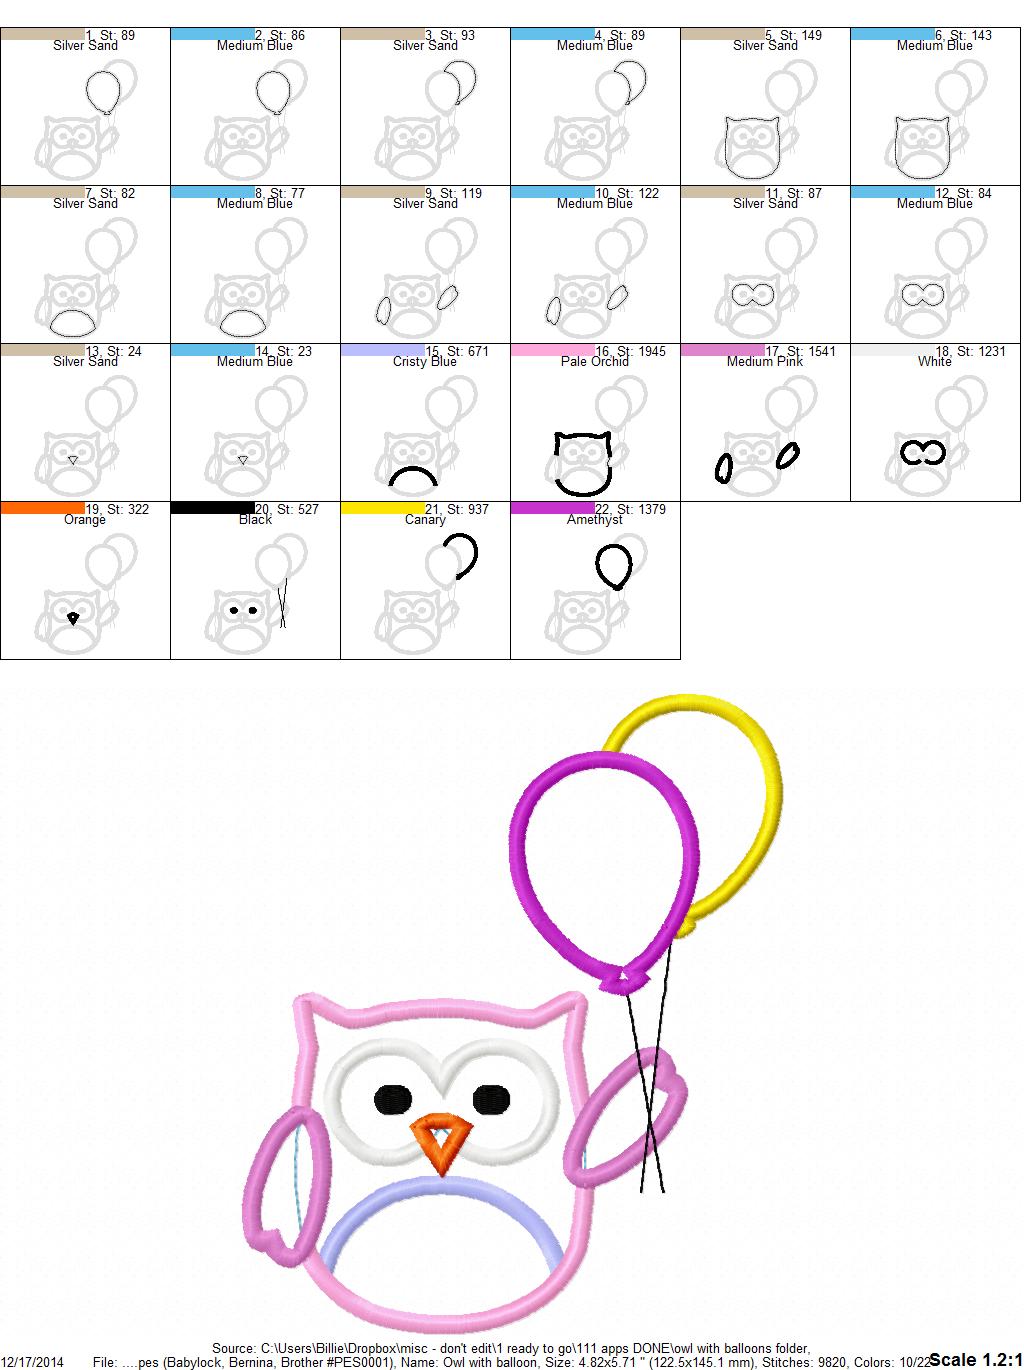 1, St: 89
Silver Sand
2, St: 86
Medium Blue
3, St: 93
Silver Sand
4, St: 89
Medium Blue
5, St: 149
Silver Sand
6, St: 143
Medium Blue
7, St: 82
Silver Sand
8, St: 77
Medium Blue
9, St: 119
Silver Sand
10, St: 122
Medium Blue
11, St: 87
Silver Sand
12, St: 84
Medium Blue
13, St: 24
Silver Sand
14, St: 23
Medium Blue
15, St: 671
Cristy Blue
16, St: 1945
Pale Orchid
17, St: 1541
Medium Pink
18, St: 1231
White
19, St: 322
Orange
20, St: 527
Black
21, St: 937
Canary
22, St: 1379
Amethyst
Source: C:\Users\Billie\Dropbox\misc - don't edit\1 ready to go\111 apps DONE\owl with balloons folder,
12/17/2014 File: ....pes (Babylock, Bernina, Brother #PES0001), Name: Owl with balloon, Size: 4.82x5.71 " (122.5x145.1 mm), Stitches: 9820, Colors: 10/22 Scale 1.2:1